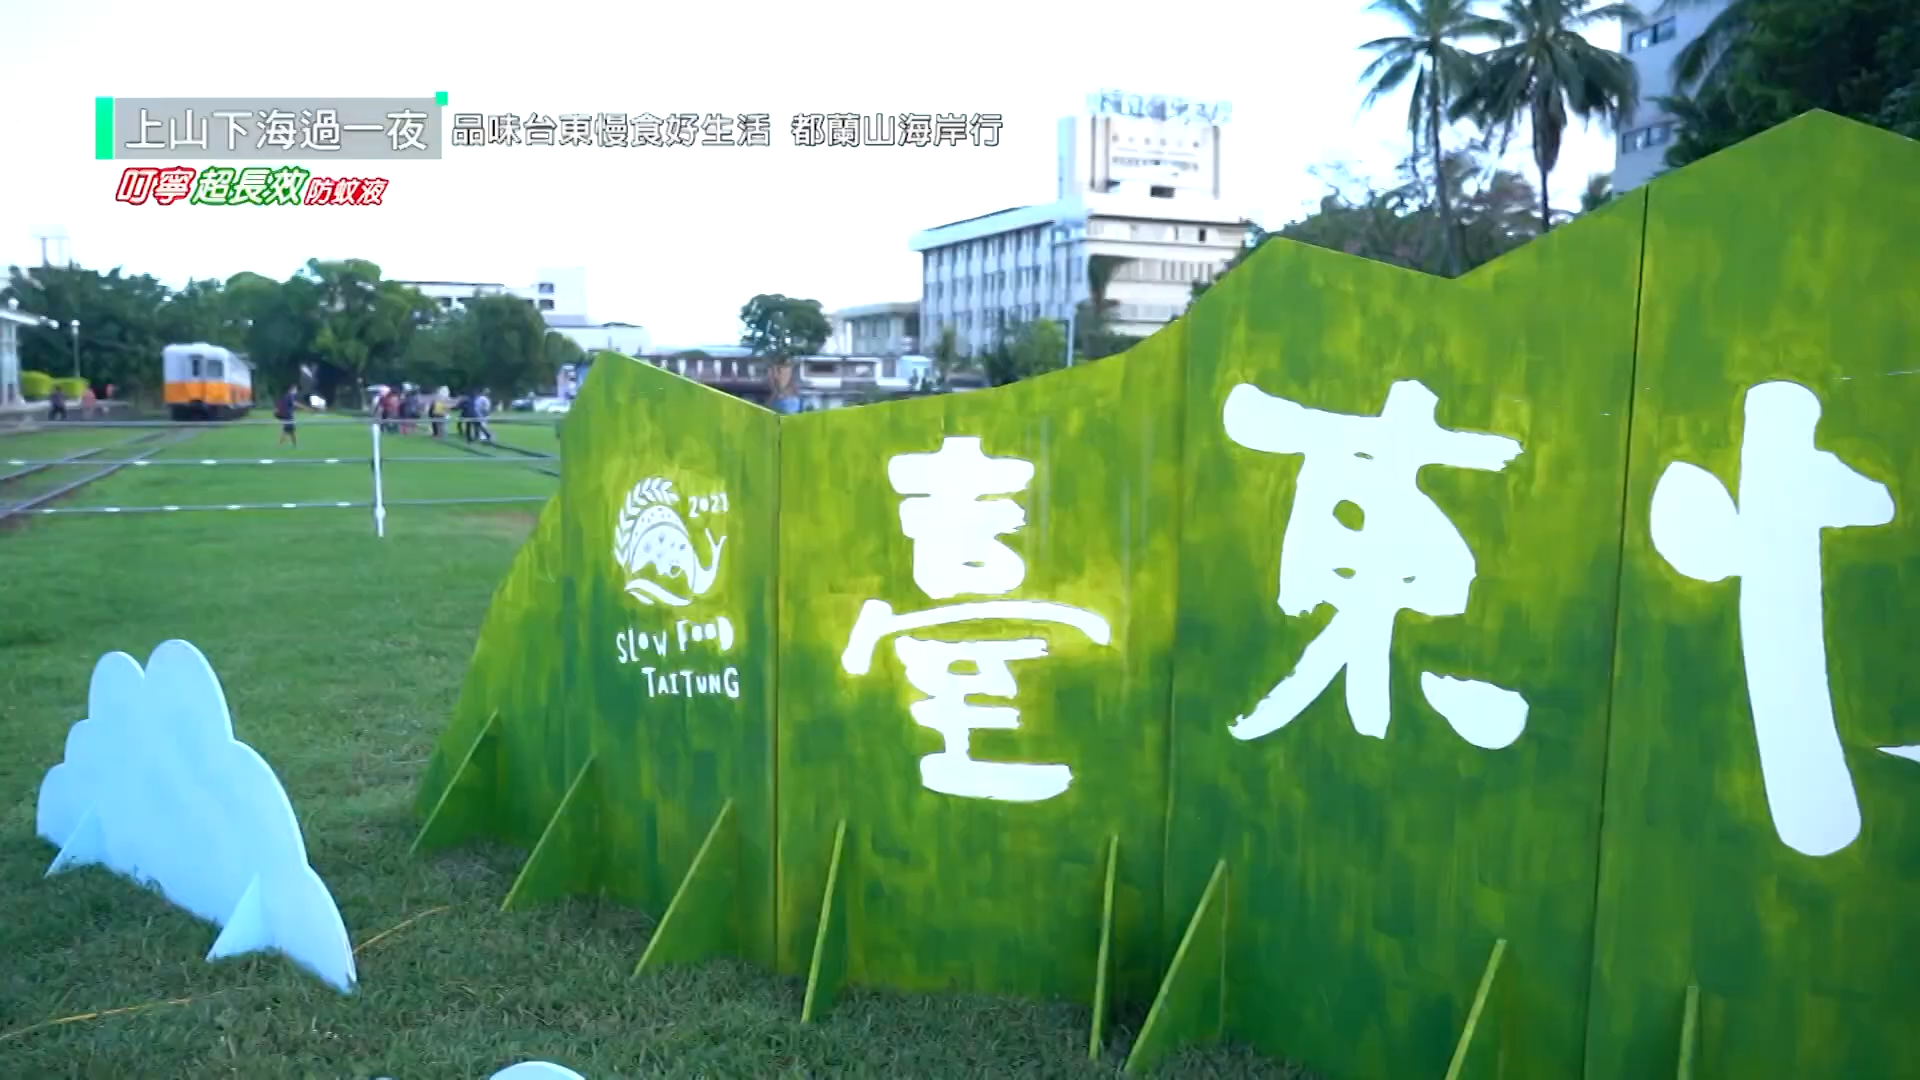 上山下海過一夜 品味台東慢食好生活 都蘭山海岸行
叮寧超長效防蚊液
2021
SLOW FOOD
TAITUNG
臺東